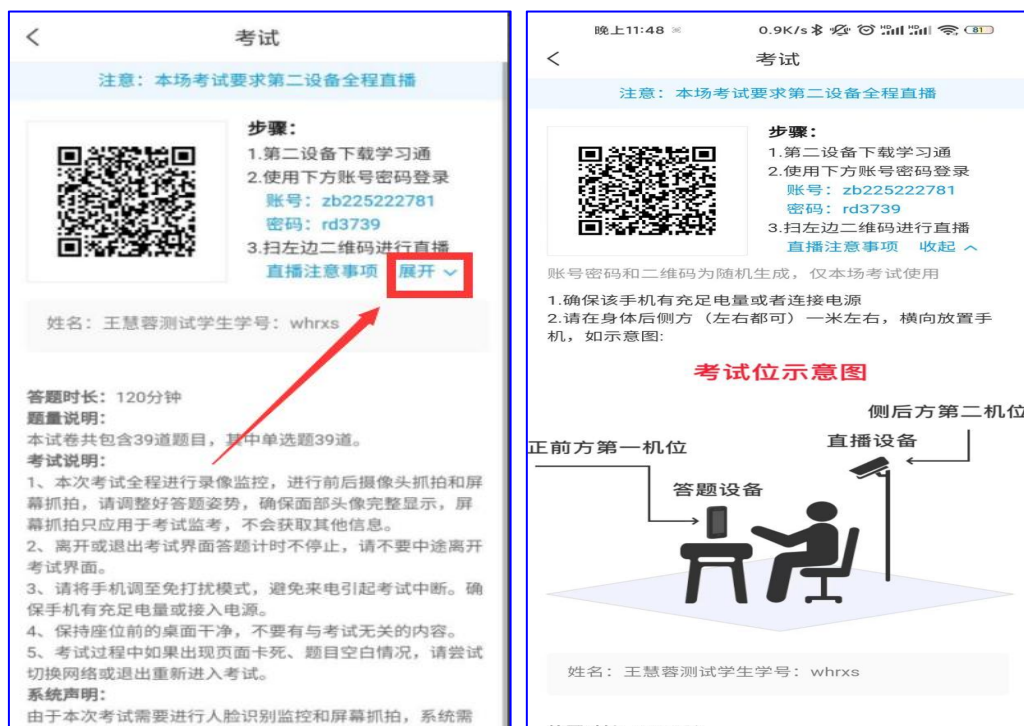 考试
注意：本场考试要求第二设备全程直播
步骤：
1.第二设备下载学习通
2.使用下方账号密码登录
账号：zb225222781
密码：rd3739
3.扫左边二维码进行直播
直播注意事项 展开
姓名：王慧蓉测试学生学号：whrxs
答题时长：120分钟
题量说明：
本试卷共包含39道题目，其中单选题39道。
考试说明：
1、本次考试全程进行录像监控，进行前后摄像头抓拍和屏
幕抓拍，请调整好答题姿势，确保面部头像完整显示，屏
幕抓拍只应用于考试监考，不会获取其他信息。
2、离开或退出考试界面答题计时不停止，请不要中途离开
考试界面。
3、请将手机调至免打扰模式，避免来电引起考试中断。确
保手机有充足电量或接入电源。
4、保持座位前的桌面干净，不要有与考试无关的内容。
5、考试过程中如果出现页面卡死、题目空白情况，请尝试
切换网络或退出重新进入考试。
系统声明：
由于本次考试需要进行人脸识别监控和屏幕抓拍，系统需
晚上11:48 0.9K/s HD HD 81
考试
注意：本场考试要求第二设备全程直播
步骤：
1.第二设备下载学习通
2.使用下方账号密码登录
账号：zb225222781
密码：rd3739
3.扫左边二维码进行直播
直播注意事项 收起
账号密码和二维码为随机生成，仅本场考试使用
1.确保该手机有充足电量或者连接电源
2.请在身体后侧方（左右都可）一米左右，横向放置手
机，如示意图:
考试位示意图
侧后方第二机位
正前方第一机位
直播设备
答题设备
姓名：王慧蓉测试学生学号：whrxs